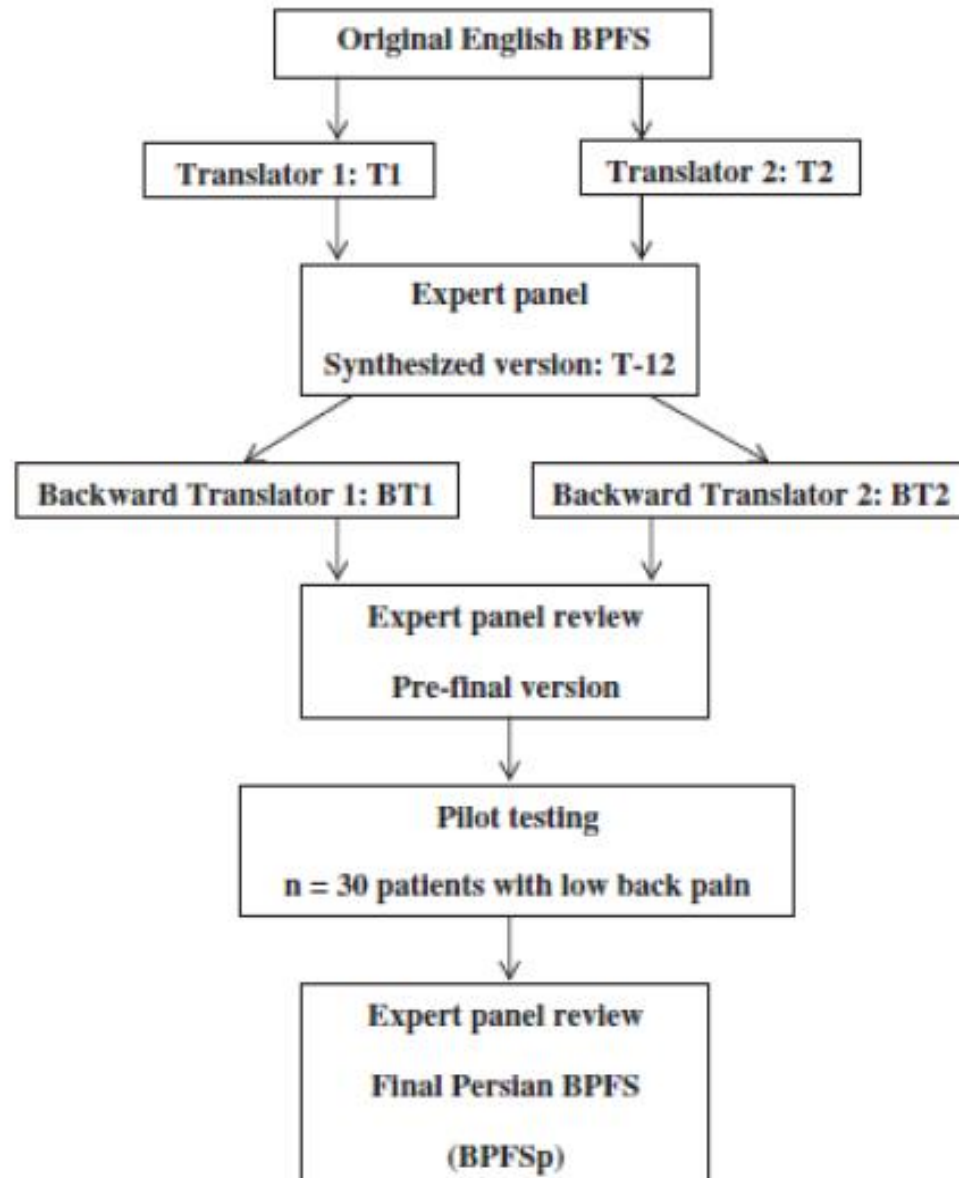 Original English BPFS
Translator 1: T1
Translator 2: T2
Expert panel
Synthesized version: T-12
Backward Translator 1: BT1
Backward Translator 2: BT2
Expert panel review
Pre-final version
Pilot testing
n = 30 patients with low back pain
Expert panel review
Final Persian BPFS
(BPFSp)